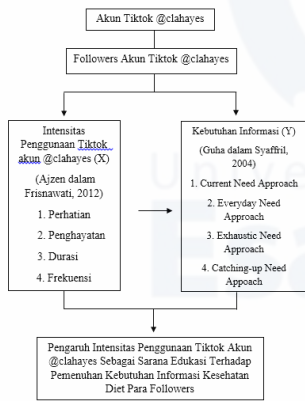 Akun Tiktok @clahayes
Followers Akun Tiktok @clahayes
Intensitas
Penggunaan Tiktok
akun @clahayes (X)
(Ajzen dalam
Frisnawati, 2012)
1. Perhatian
2. Penghayatan
3. Durasi
4. Frekuensi
Kebutuhan Informasi (Y)
(Guha dalam Syaffril,
2004)
1. Current Need Approach
2. Everyday Need
Approach
3. Exhaustic Need
Approach
4. Catching-up Need
Appoach
Pengaruh Intensitas Penggunaan Tiktok Akun
@clahayes Sebagai Sarana Edukasi Terhadap
Pemenuhan Kebutuhan Informasi Kesehatan
Diet Para Followers